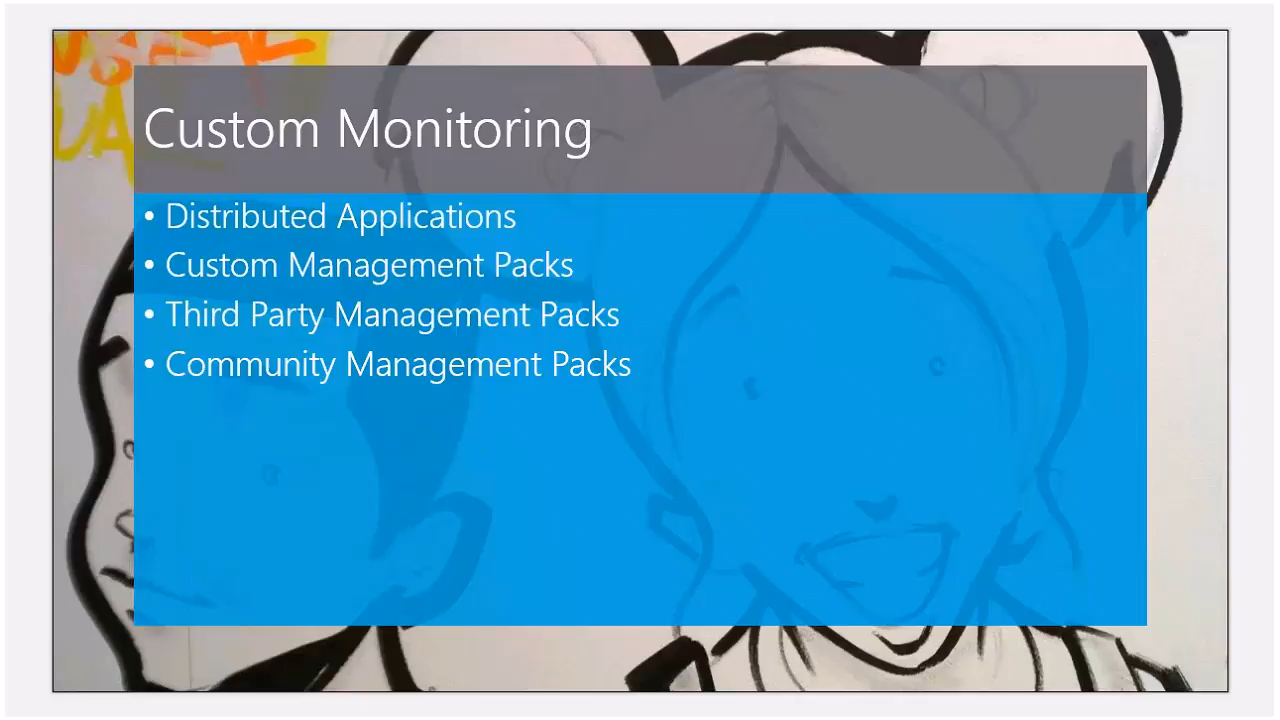 Custom Monitoring
• Distributed Applications
• Custom Management Packs
• Third Party Management Packs
• Community Management Packs